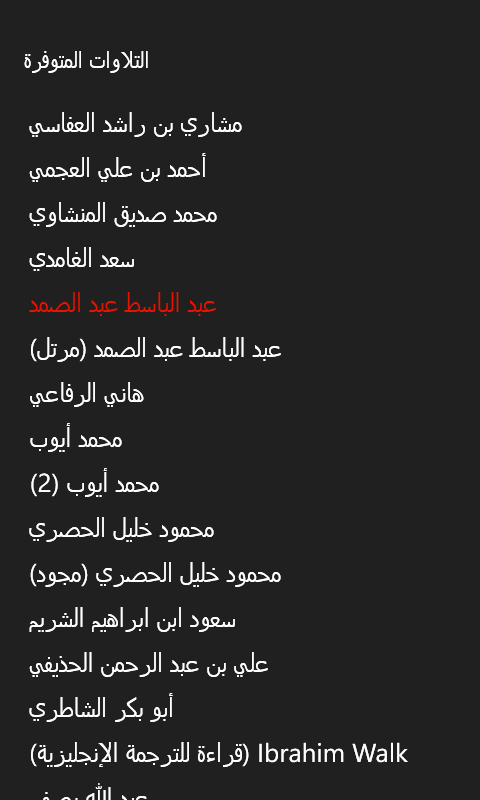 التلاوات المتوفرة
مشاري بن راشد العفاسي
أحمد بن علي العجمي
محمد صديق المنشاوي
سعد الغامدي
عبد الباسط عبد الصمد
عبد الباسط عبد الصمد (مرتل)
هاني الرفاعي
محمد أيوب
محمد أيوب (2)
محمود خليل الحصري
محمود خليل الحصري (مجود)
سعود ابن ابراهيم الشريم
علي بن عبد الرحمن الحذيفي
أبو بكر الشاطري
Ibrahim Walk (قراءة للترجمة الإنجليزية)
عبد الله